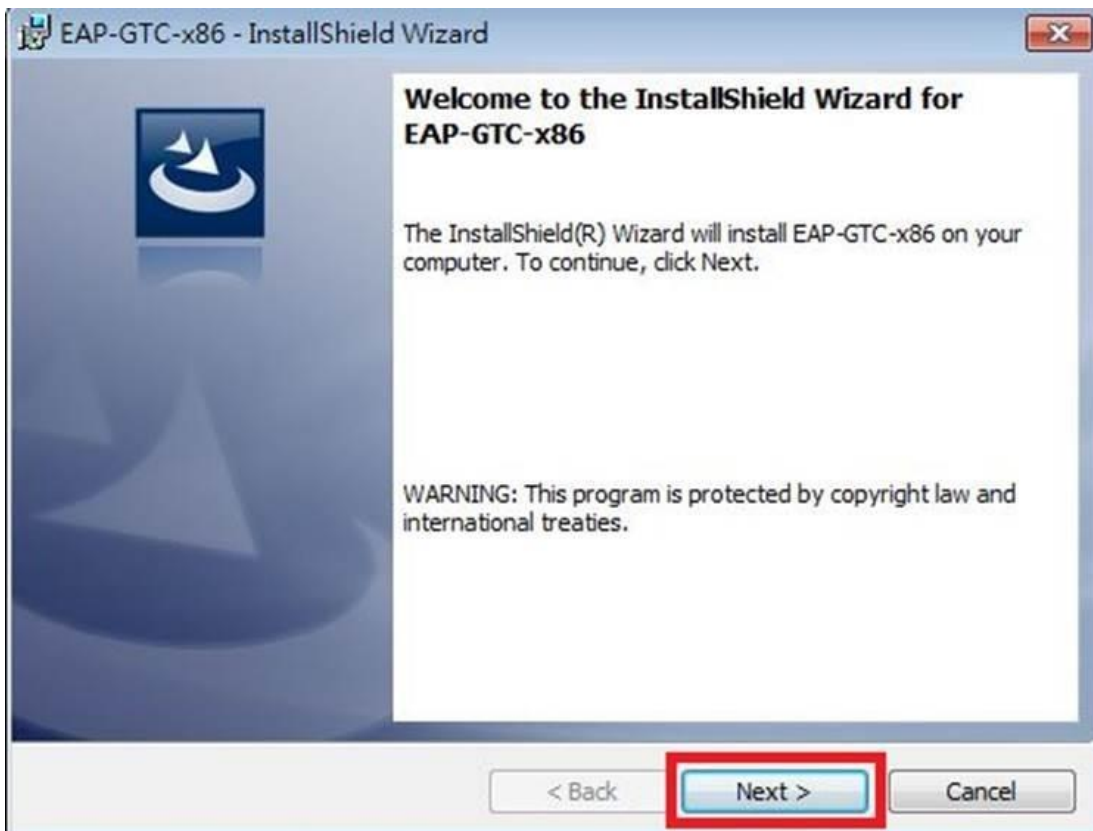 EAP-GTC-x86 - InstallShield Wizard
Welcome to the InstallShield Wizard for
EAP-GTC-x86
The InstallShield(R) Wizard will install EAP-GTC-x86 on your
computer. To continue, click Next.
WARNING: This program is protected by copyright law and
international treaties.
< Back Next > Cancel